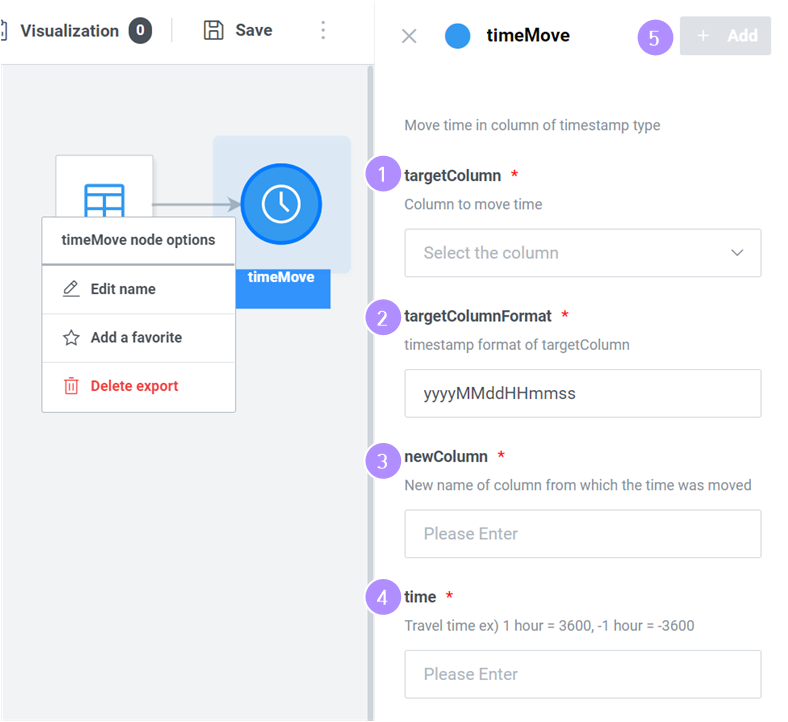 Visualization 0
Save
timeMove
5
+ Add
Move time in column of timestamp type
1
targetColumn *
Column to move time
Select the column
timeMove node options
Edit name
Add a favorite
Delete export
timeMove
2
targetColumnFormat *
timestamp format of targetColumn
yyyyMMddHHmmss
3
newColumn *
New name of column from which the time was moved
Please Enter
4
time *
Travel time ex) 1 hour = 3600, -1 hour = -3600
Please Enter